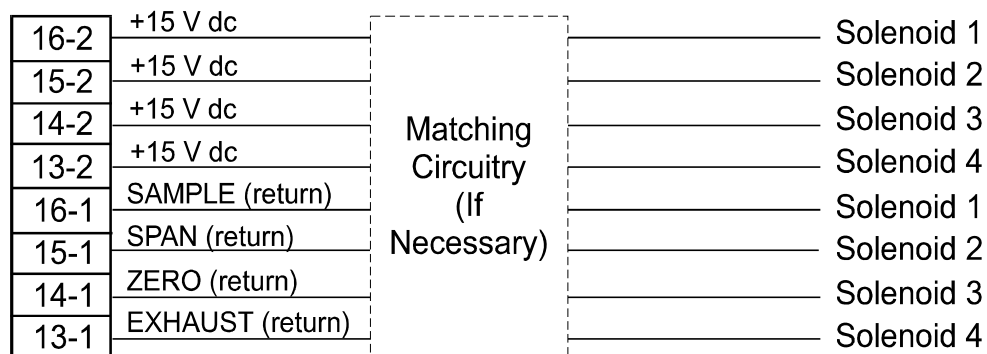 16-2 +15 V dc Solenoid 1
15-2 +15 V dc Solenoid 2
14-2 +15 V dc Solenoid 3
13-2 +15 V dc Solenoid 4
16-1 SAMPLE (return) Solenoid 1
15-1 SPAN (return) Solenoid 2
14-1 ZERO (return) Solenoid 3
13-1 EXHAUST (return) Solenoid 4
Matching
Circuitry
(If
Necessary)